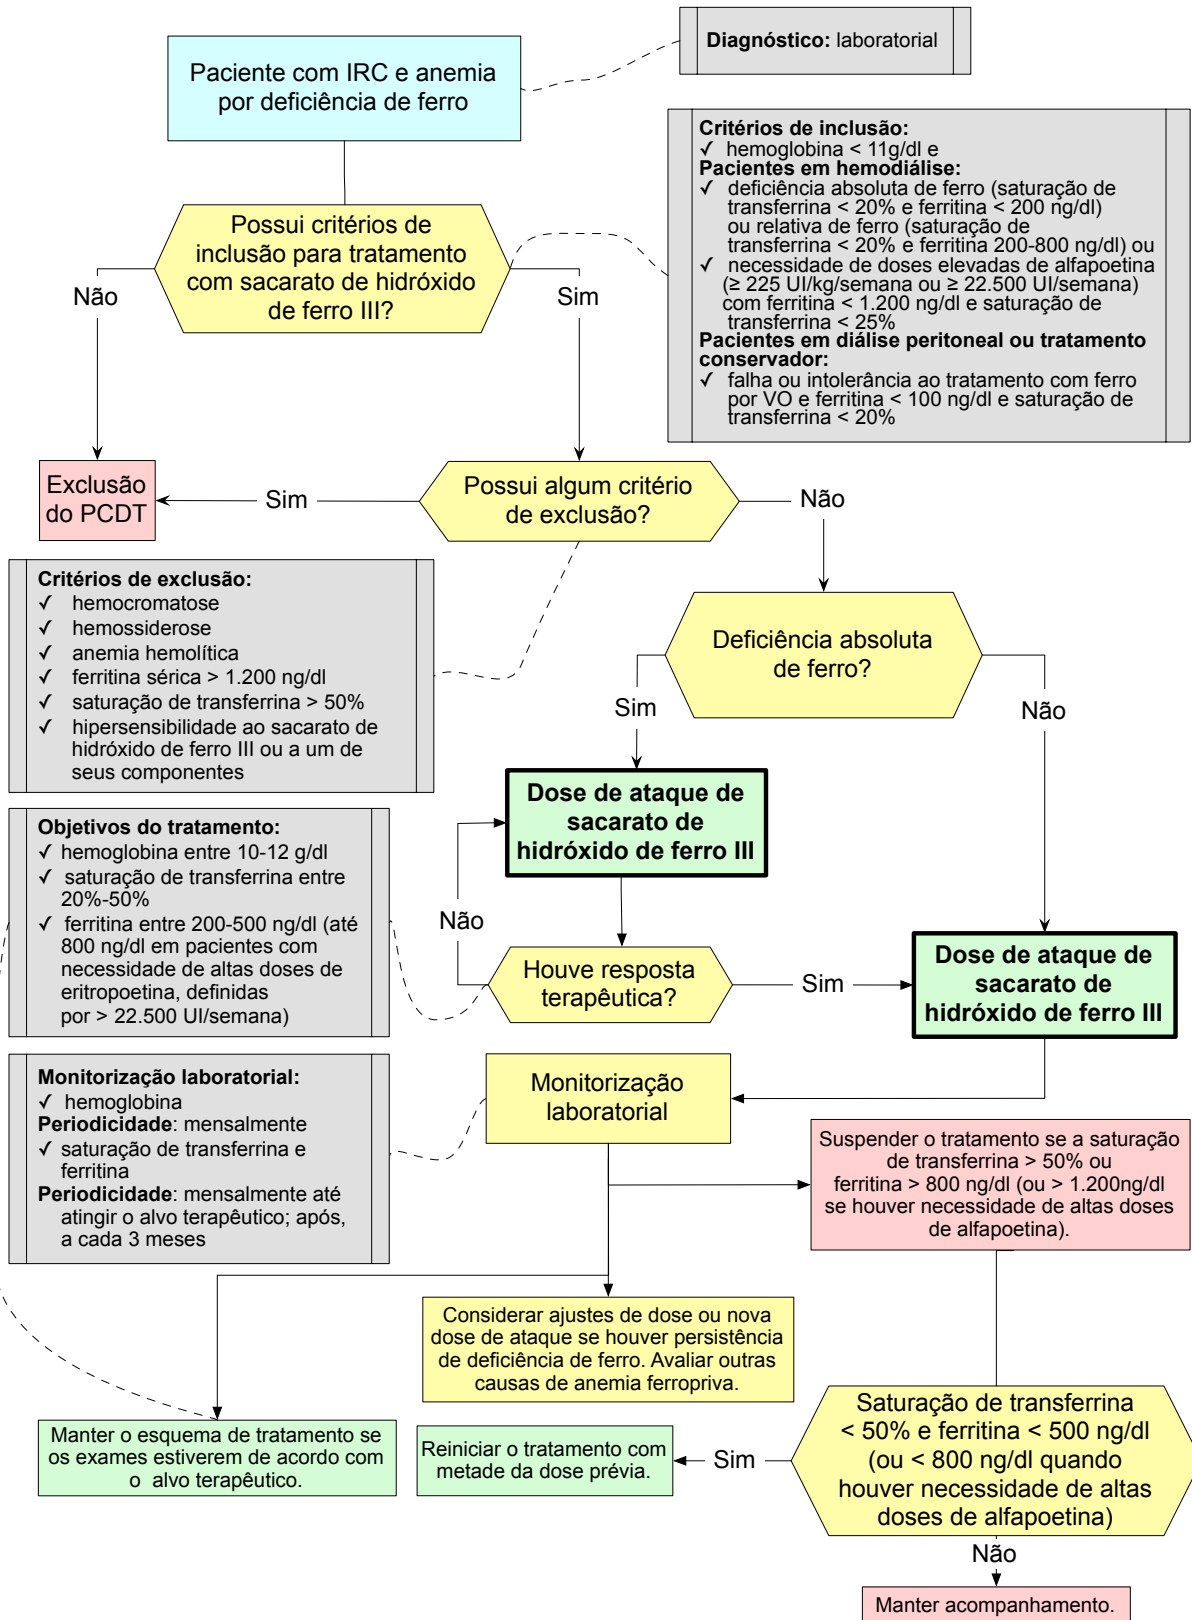 Diagnóstico: laboratorial
Paciente com IRC e anemia
por deficiência de ferro
Critérios de inclusão:
✓ hemoglobina < 11g/dl e
Pacientes em hemodiálise:
✓ deficiência absoluta de ferro (saturação de
transferrina < 20% e ferritina < 200 ng/dl)
ou relativa de ferro (saturação de
transferrina < 20% e ferritina 200-800 ng/dl) ou
✓ necessidade de doses elevadas de alfapoetina
(≥ 225 UI/kg/semana ou ≥ 22.500 UI/semana)
com ferritina < 1.200 ng/dl e saturação de
transferrina < 25%
Pacientes em diálise peritoneal ou tratamento
conservador:
✓ falha ou intolerância ao tratamento com ferro
por VO e ferritina < 100 ng/dl e saturação de
transferrina < 20%
Possui critérios de
inclusão para tratamento
com sacarato de hidróxido
de ferro III?
Não
Sim
Exclusão
do PCDT
Sim
Possui algum critério
de exclusão?
Não
Critérios de exclusão:
✓ hemocromatose
✓ hemossiderose
✓ anemia hemolítica
✓ ferritina sérica > 1.200 ng/dl
✓ saturação de transferrina > 50%
✓ hipersensibilidade ao sacarato de
hidróxido de ferro III ou a um de
seus componentes
Deficiência absoluta
de ferro?
Sim
Não
Dose de ataque de
sacarato de
hidróxido de ferro III
Objetivos do tratamento:
✓ hemoglobina entre 10-12 g/dl
✓ saturação de transferrina entre
20%-50%
✓ ferritina entre 200-500 ng/dl (até
800 ng/dl em pacientes com
necessidade de altas doses de
eritropoetina, definidas
por > 22.500 UI/semana)
Não
Houve resposta
terapêutica?
Sim
Dose de ataque de
sacarato de
hidróxido de ferro III
Monitorização laboratorial:
✓ hemoglobina
Periodicidade: mensalmente
✓ saturação de transferrina e
ferritina
Periodicidade: mensalmente até
atingir o alvo terapêutico; após,
a cada 3 meses
Monitorização
laboratorial
Suspender o tratamento se a saturação
de transferrina > 50% ou
ferritina > 800 ng/dl (ou > 1.200ng/dl
se houver necessidade de altas doses
de alfapoetina).
Considerar ajustes de dose ou nova
dose de ataque se houver persistência
de deficiência de ferro. Avaliar outras
causas de anemia ferropriva.
Manter o esquema de tratamento se
os exames estiverem de acordo com
o alvo terapêutico.
Reiniciar o tratamento com
metade da dose prévia.
Sim
Saturação de transferrina
< 50% e ferritina < 500 ng/dl
(ou < 800 ng/dl quando
houver necessidade de altas
doses de alfapoetina)
Não
Manter acompanhamento.